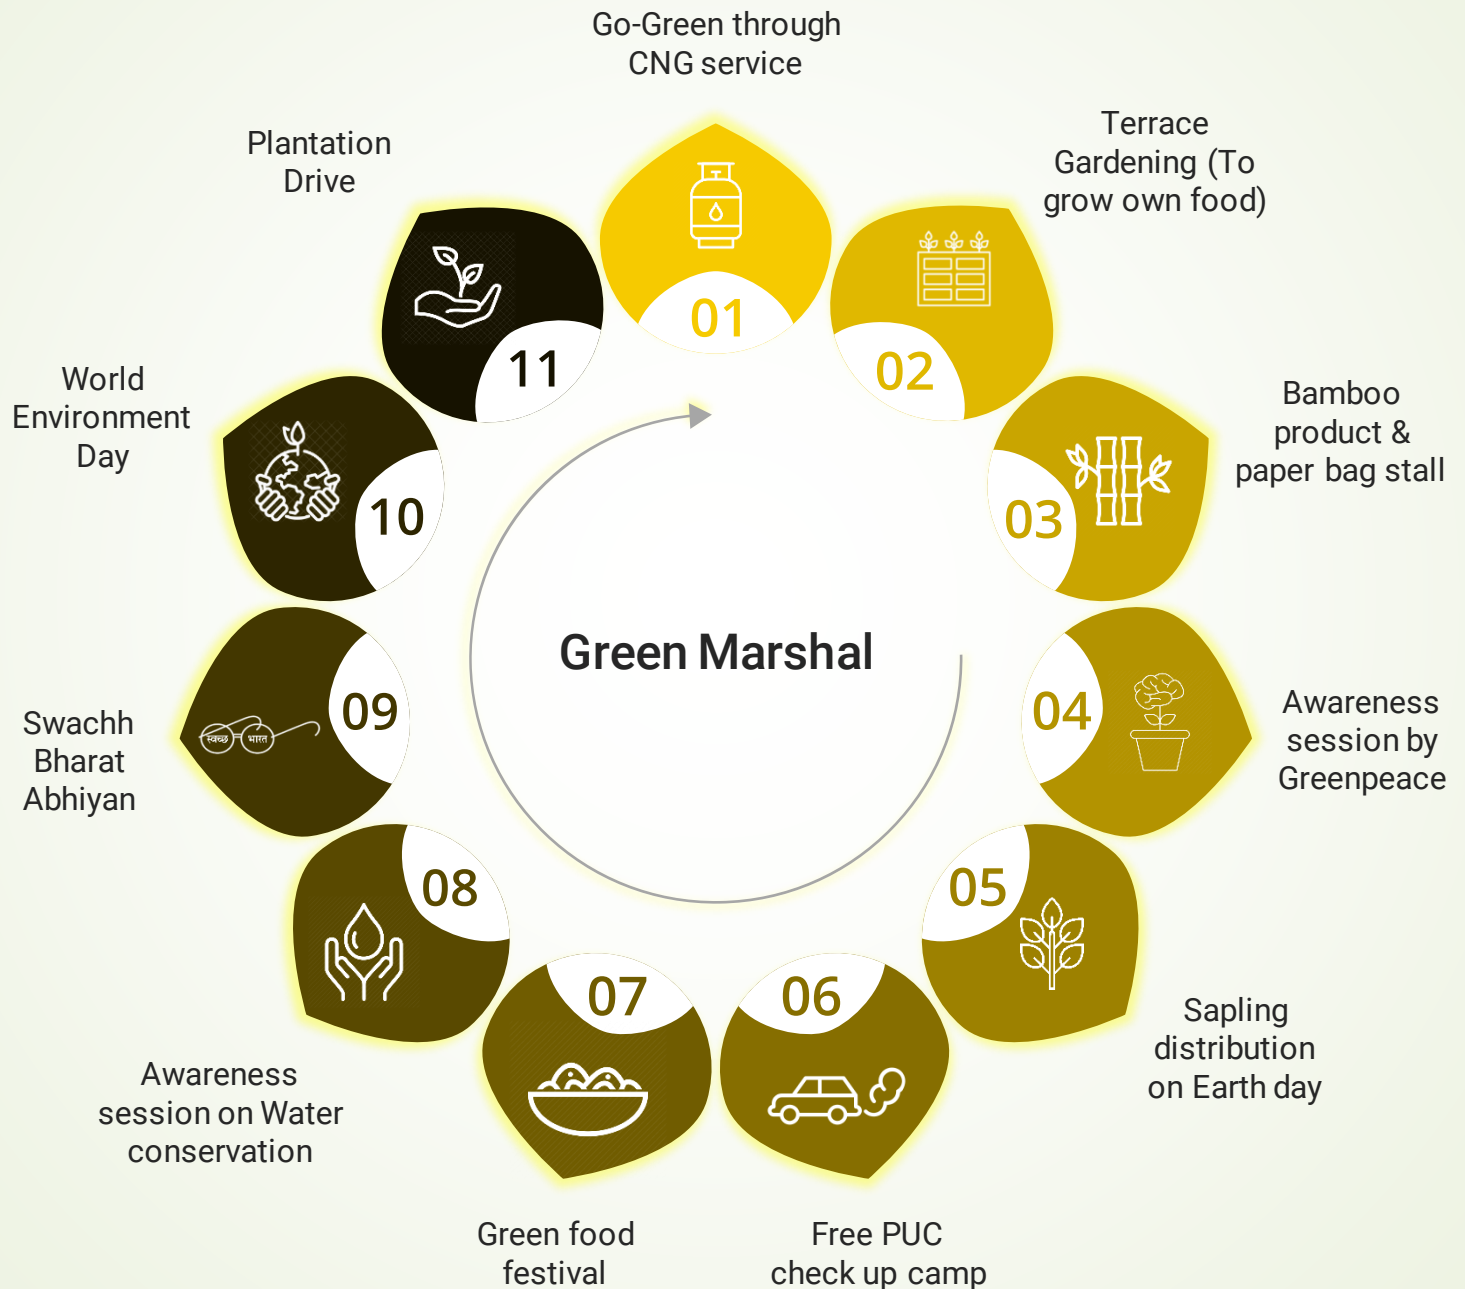 Go-Green through
CNG service
01
Terrace
Gardening (To
grow own food)
02
Bamboo
product &
paper bag stall
03
Awareness
session by
Greenpeace
04
Sapling
distribution
on Earth day
05
Free PUC
check up camp
06
Green food
festival
07
Awareness
session on Water
conservation
08
Swachh
Bharat
Abhiyan
09
स्वच्छ भारत
World
Environment
Day
10
Plantation
Drive
11
Green Marshal